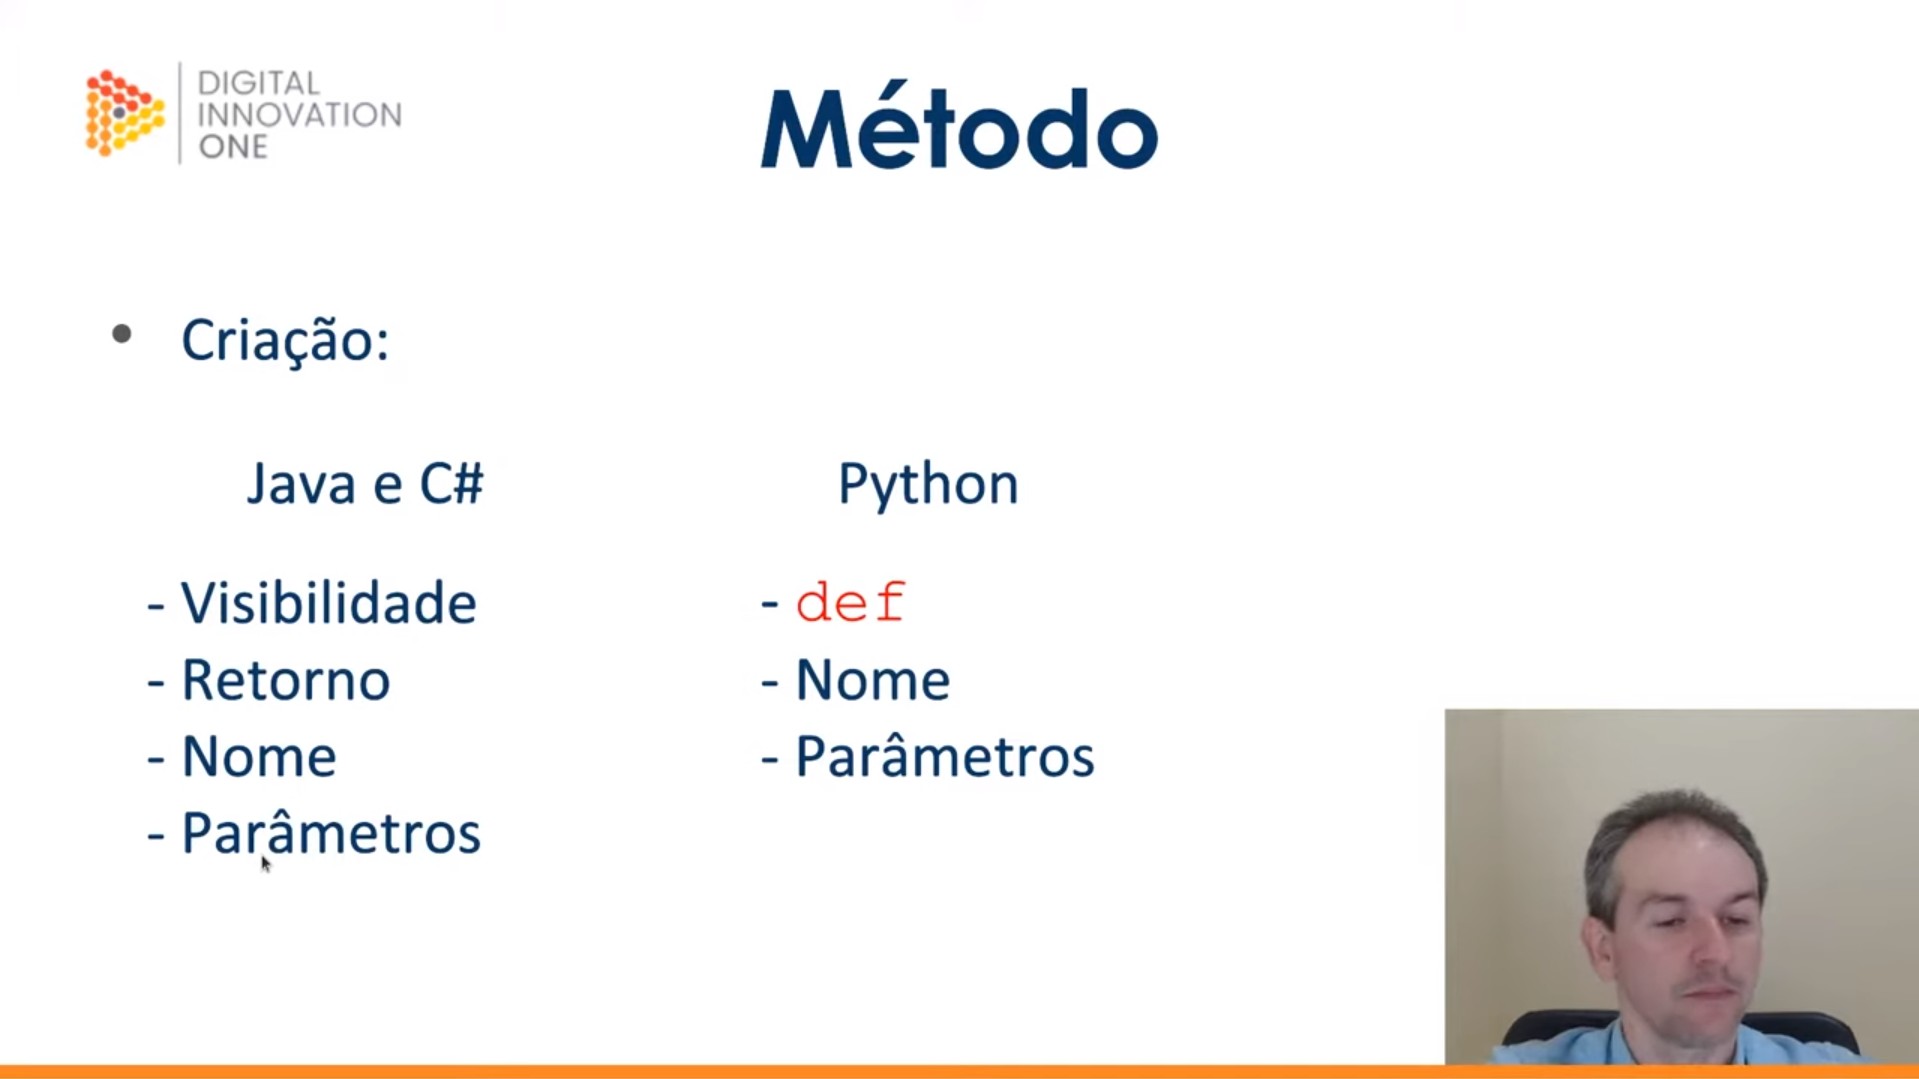 DIGITAL
INNOVATION
ONE
Método
Criação:
Java e C#
- Visibilidade
- Retorno
- Nome
- Parâmetros
Python
- def
- Nome
- Parâmetros